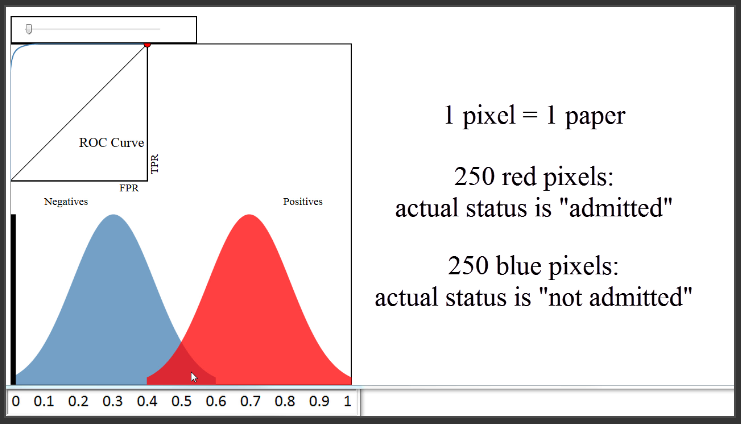 ROC Curve
TPR
FPR
Negatives
Positives
0 0.1 0.2 0.3 0.4 0.5 0.6 0.7 0.8 0.9 1
1 pixel = 1 paper
250 red pixels:
actual status is "admitted"
250 blue pixels:
actual status is "not admitted"